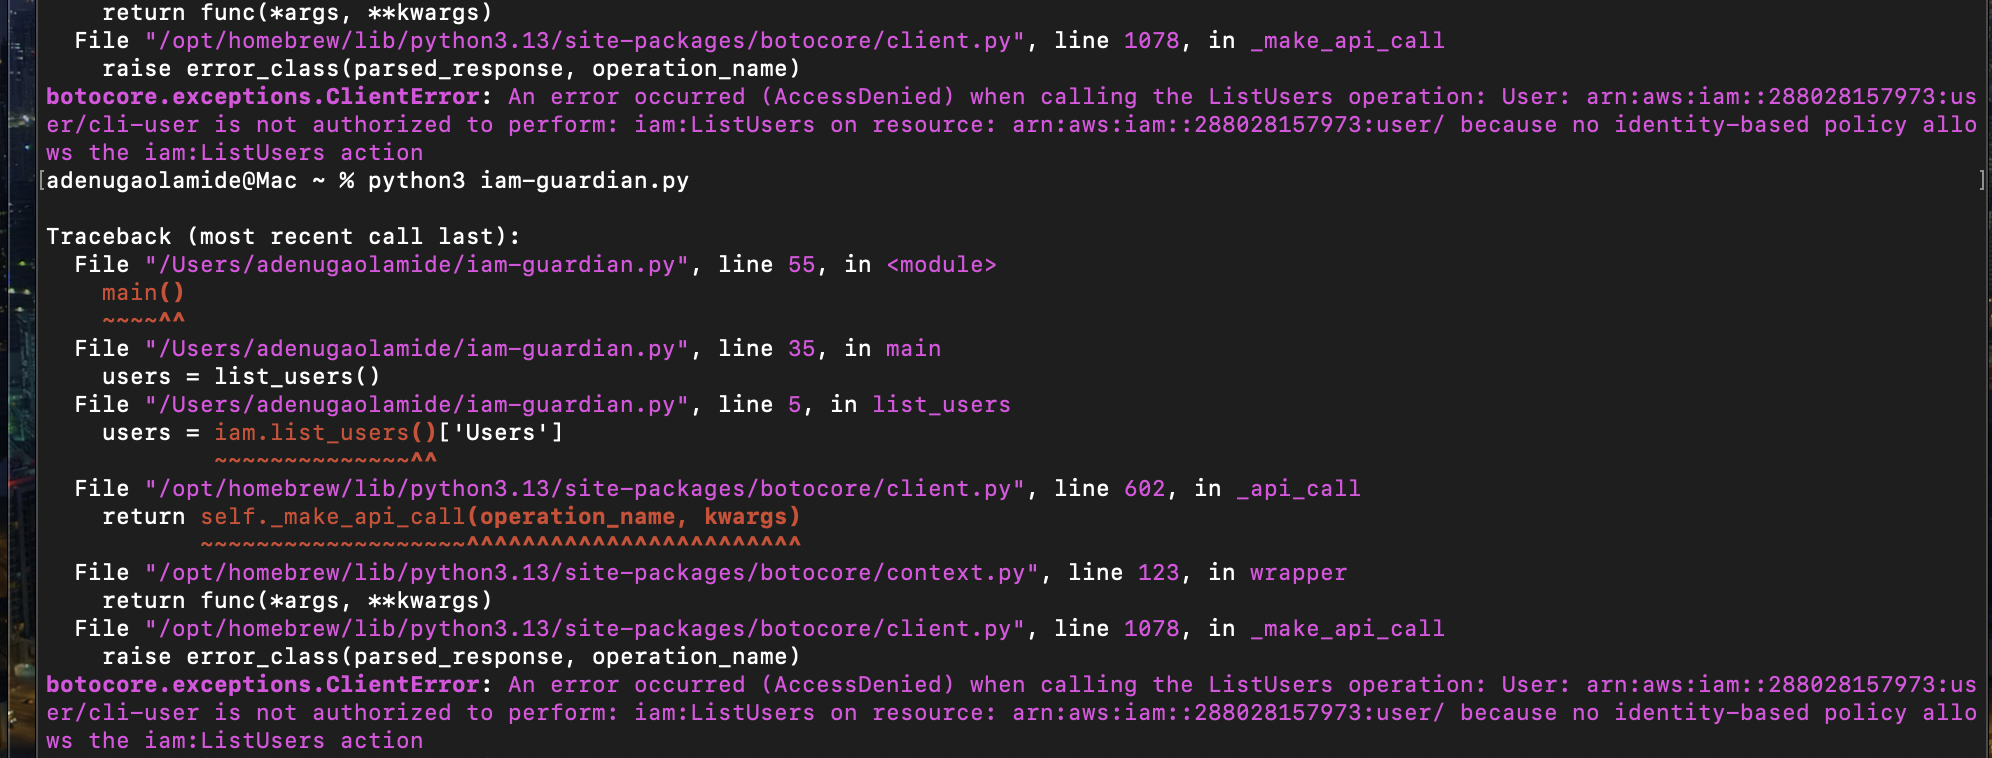 return func(*args, **kwargs)
  File "/opt/homebrew/lib/python3.13/site-packages/botocore/client.py", line 1078, in _make_api_call
    raise error_class(parsed_response, operation_name)
botocore.exceptions.ClientError: An error occurred (AccessDenied) when calling the ListUsers operation: User: arn:aws:iam::288028157973:us
er/cli-user is not authorized to perform: iam:ListUsers on resource: arn:aws:iam::288028157973:user/ because no identity-based policy allo
ws the iam:ListUsers action
[adenugaolamide@Mac ~ % python3 iam-guardian.py ]
Traceback (most recent call last):
  File "/Users/adenugaolamide/iam-guardian.py", line 55, in <module>
    main()
    ~~~~^^
  File "/Users/adenugaolamide/iam-guardian.py", line 35, in main
    users = list_users()
  File "/Users/adenugaolamide/iam-guardian.py", line 5, in list_users
    users = iam.list_users()['Users']
            ~~~~~~~~~~~~~~^^
  File "/opt/homebrew/lib/python3.13/site-packages/botocore/client.py", line 602, in _api_call
    return self._make_api_call(operation_name, kwargs)
           ~~~~~~~~~~~~~~~~~~~^^^^^^^^^^^^^^^^^^^^^^^^
  File "/opt/homebrew/lib/python3.13/site-packages/botocore/context.py", line 123, in wrapper
    return func(*args, **kwargs)
  File "/opt/homebrew/lib/python3.13/site-packages/botocore/client.py", line 1078, in _make_api_call
    raise error_class(parsed_response, operation_name)
botocore.exceptions.ClientError: An error occurred (AccessDenied) when calling the ListUsers operation: User: arn:aws:iam::288028157973:us
er/cli-user is not authorized to perform: iam:ListUsers on resource: arn:aws:iam::288028157973:user/ because no identity-based policy allo
ws the iam:ListUsers action